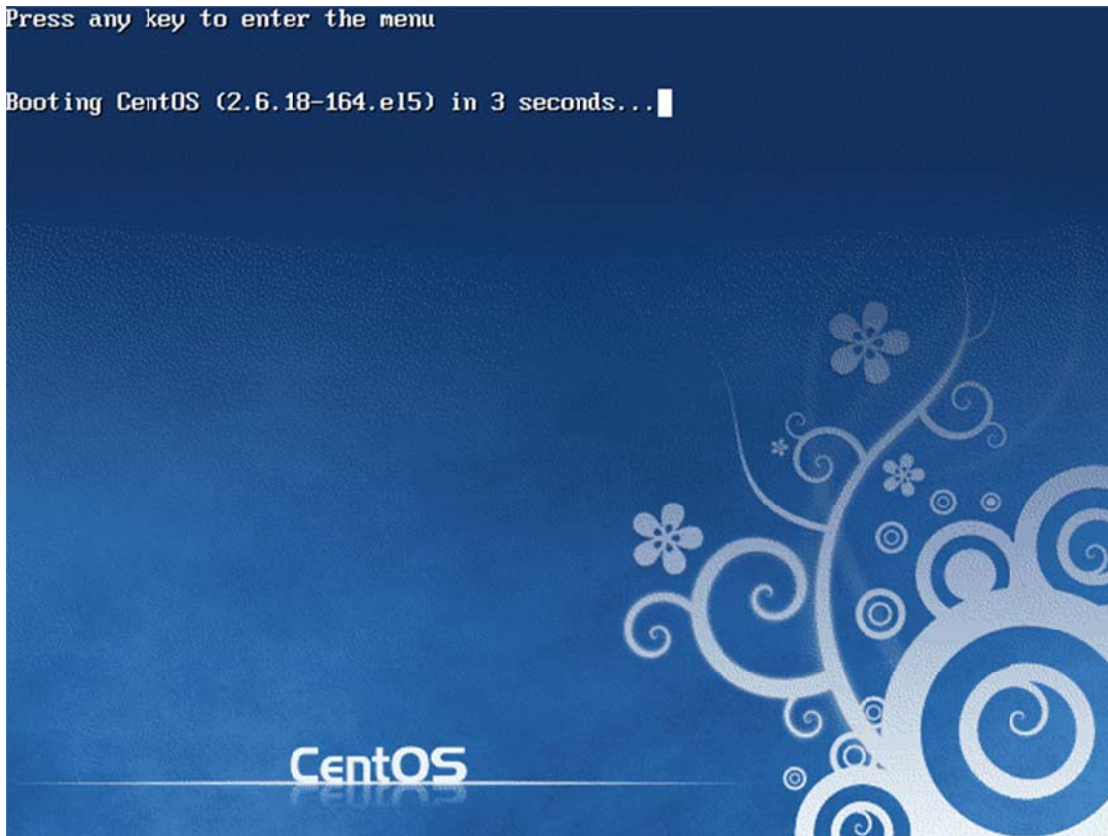 Press any key to enter the menu
Booting CentOS (2.6.18-164.el5) in 3 seconds...
CentOS